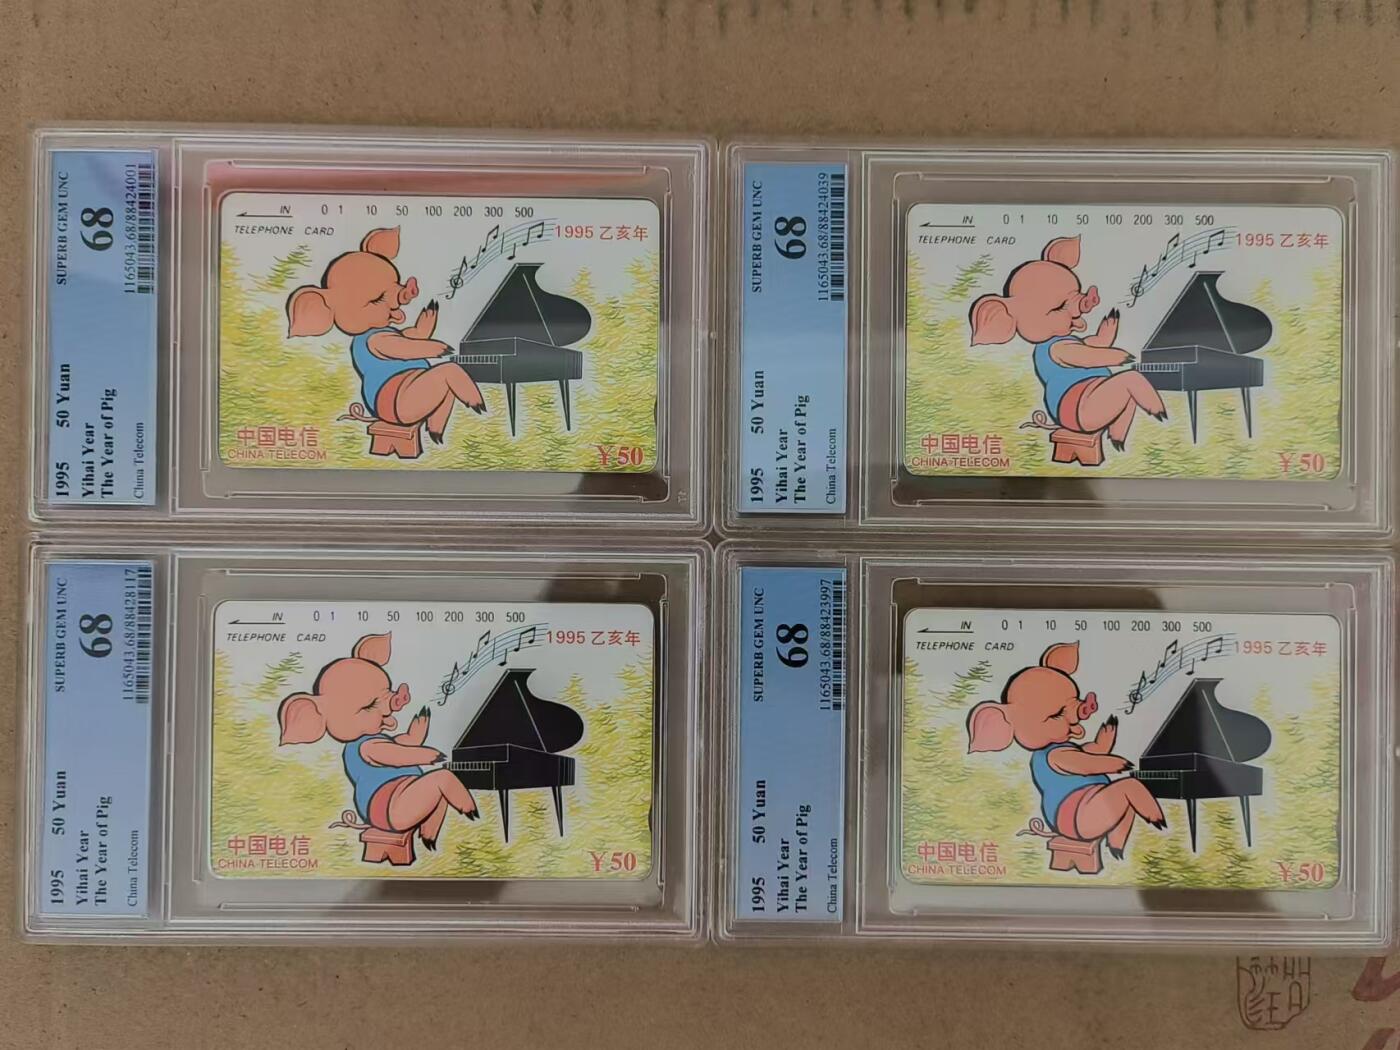 SUPERB GEM UNC
68
1165043.68/88424001
1995 50 Yuan
Yihai Year
The Year of Pig
China Telecom
IN 0 1 10 50 100 200 300 500
TELEPHONE CARD
1995 乙亥年
中国电信
CHINA TELECOM
￥50
SUPERB GEM UNC
68
1165043.68/88424039
1995 50 Yuan
Yihai Year
The Year of Pig
China Telecom
IN 0 1 10 50 100 200 300 500
TELEPHONE CARD
1995 乙亥年
中国电信
CHINA TELECOM
￥50
SUPERB GEM UNC
68
1165043.68/88428117
1995 50 Yuan
Yihai Year
The Year of Pig
China Telecom
IN 0 1 10 50 100 200 300 500
TELEPHONE CARD
1995 乙亥年
中国电信
CHINA TELECOM
￥50
SUPERB GEM UNC
68
1165043.68/88423997
1995 50 Yuan
Yihai Year
The Year of Pig
China Telecom
IN 0 1 10 50 100 200 300 500
TELEPHONE CARD
1995 乙亥年
中国电信
CHINA TELECOM
￥50